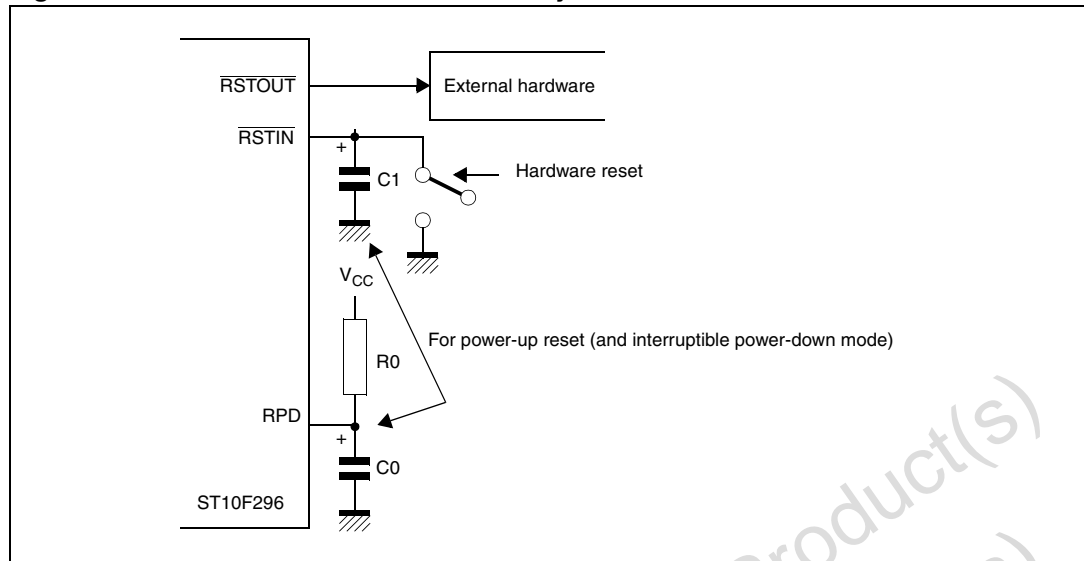 RSTOUT
External hardware
RSTIN
+
C1
Hardware reset
VCC
For power-up reset (and interruptible power-down mode)
R0
RPD
+
C0
ST10F296